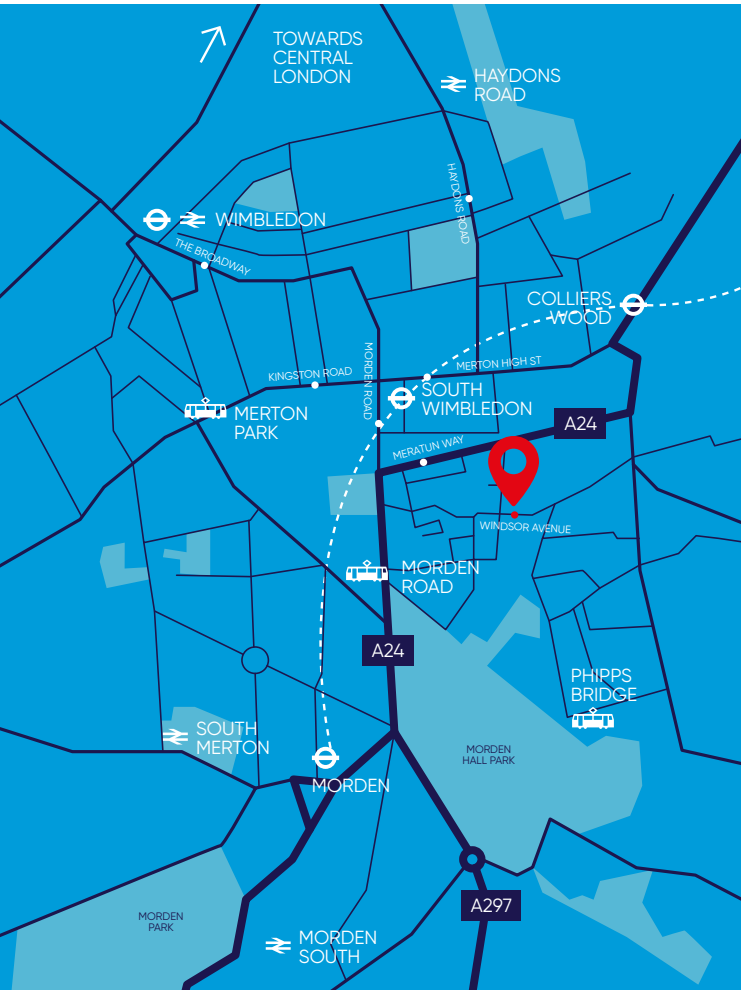 TOWARDS
CENTRAL
LONDON
HAYDONS
ROAD
HAYDONS ROAD
WIMBLEDON
THE BROADWAY
COLLIERS
WOOD
MERTON HIGH ST
KINGSTON ROAD
MORDEN ROAD
SOUTH
WIMBLEDON
MERTON
PARK
A24
MERATUN WAY
WINDSOR AVENUE
MORDEN
ROAD
A24
PHIPPS
BRIDGE
SOUTH
MERTON
MORDEN
HALL PARK
MORDEN
A297
MORDEN
PARK
MORDEN
SOUTH